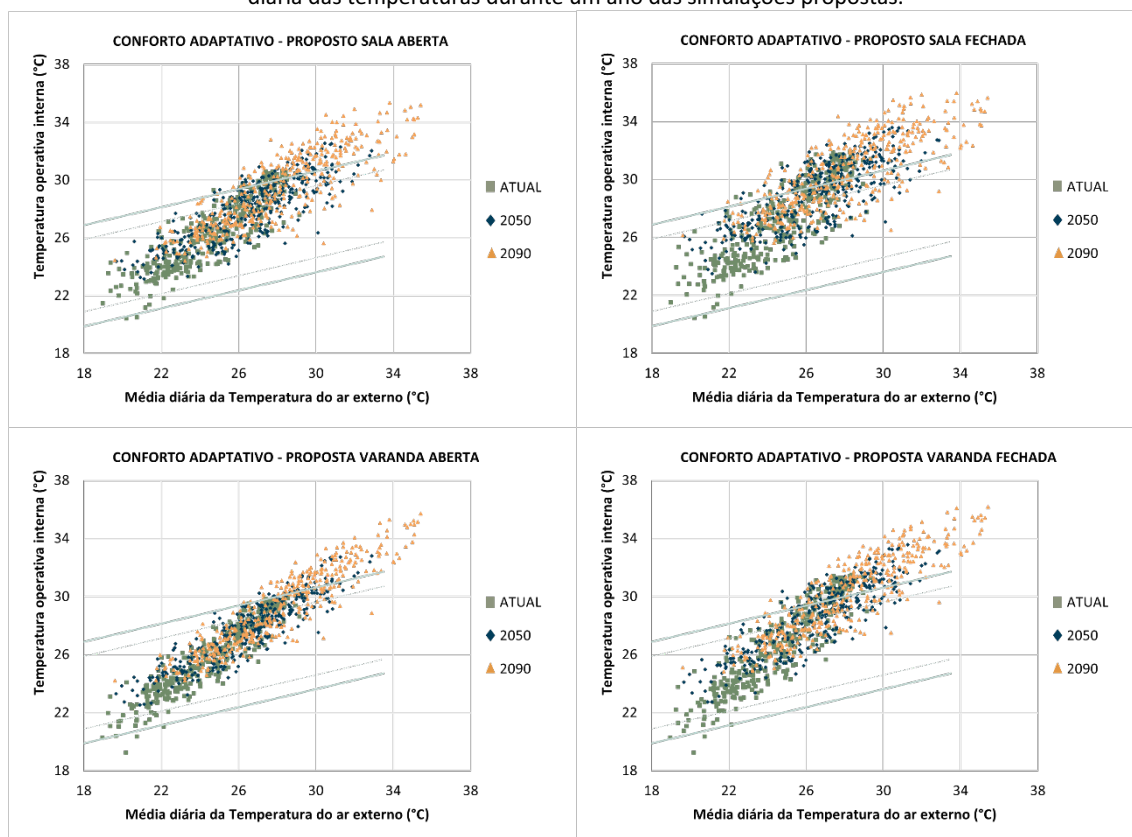 diária das temperaturas durante um ano das simulações propostas.
CONFORTO ADAPTATIVO - PROPOSTO SALA ABERTA
Temperatura operativa interna (°C)
38
34
30
26
22
18
18 22 26 30 34 38
Média diária da Temperatura do ar externo (°C)
ATUAL
2050
2090
CONFORTO ADAPTATIVO - PROPOSTO SALA FECHADA
Temperatura operativa interna (°C)
38
34
30
26
22
18
18 22 26 30 34 38
Média diária da Temperatura do ar externo (°C)
ATUAL
2050
2090
CONFORTO ADAPTATIVO - PROPOSTA VARANDA ABERTA
Temperatura operativa interna (°C)
38
34
30
26
22
18
18 22 26 30 34 38
Média diária da Temperatura do ar externo (°C)
ATUAL
2050
2090
CONFORTO ADAPTATIVO - PROPOSTA VARANDA FECHADA
Temperatura operativa interna (°C)
38
34
30
26
22
18
18 22 26 30 34 38
Média diária da Temperatura do ar externo (°C)
ATUAL
2050
2090